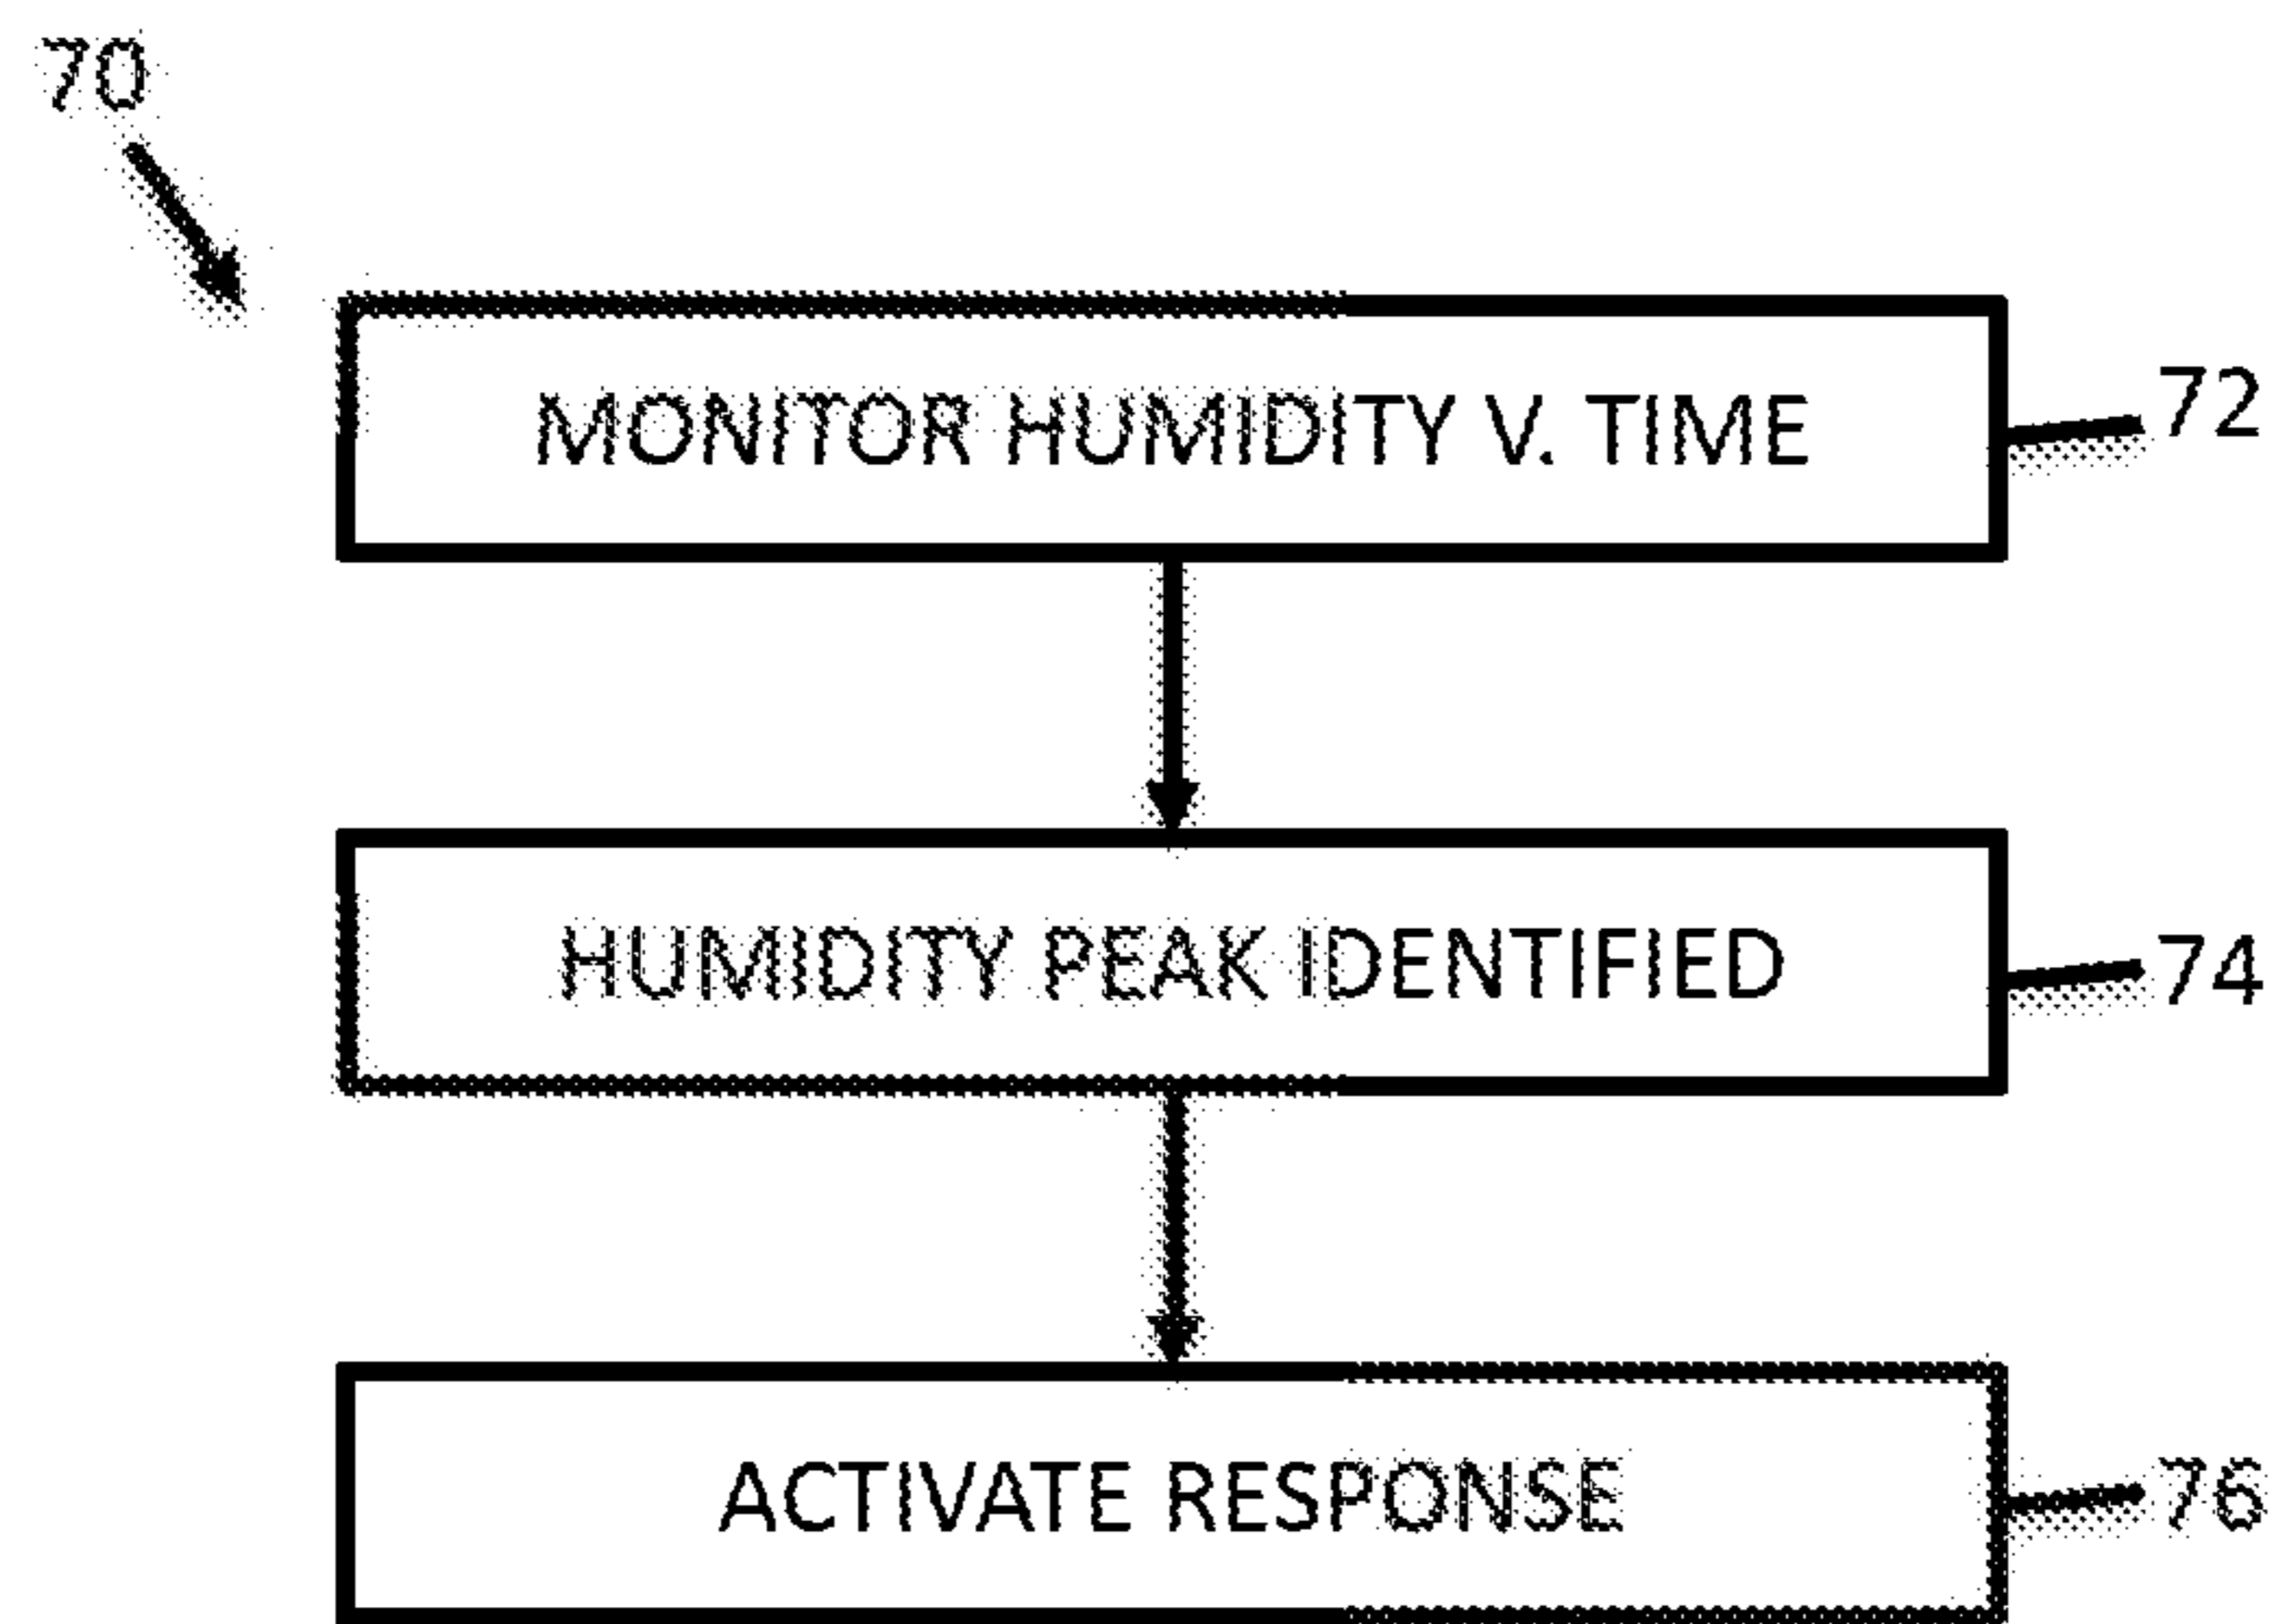 70
MONITOR HUMIDITY V. TIME
72
HUMIDITY PEAK IDENTIFIED
74
ACTIVATE RESPONSE
76